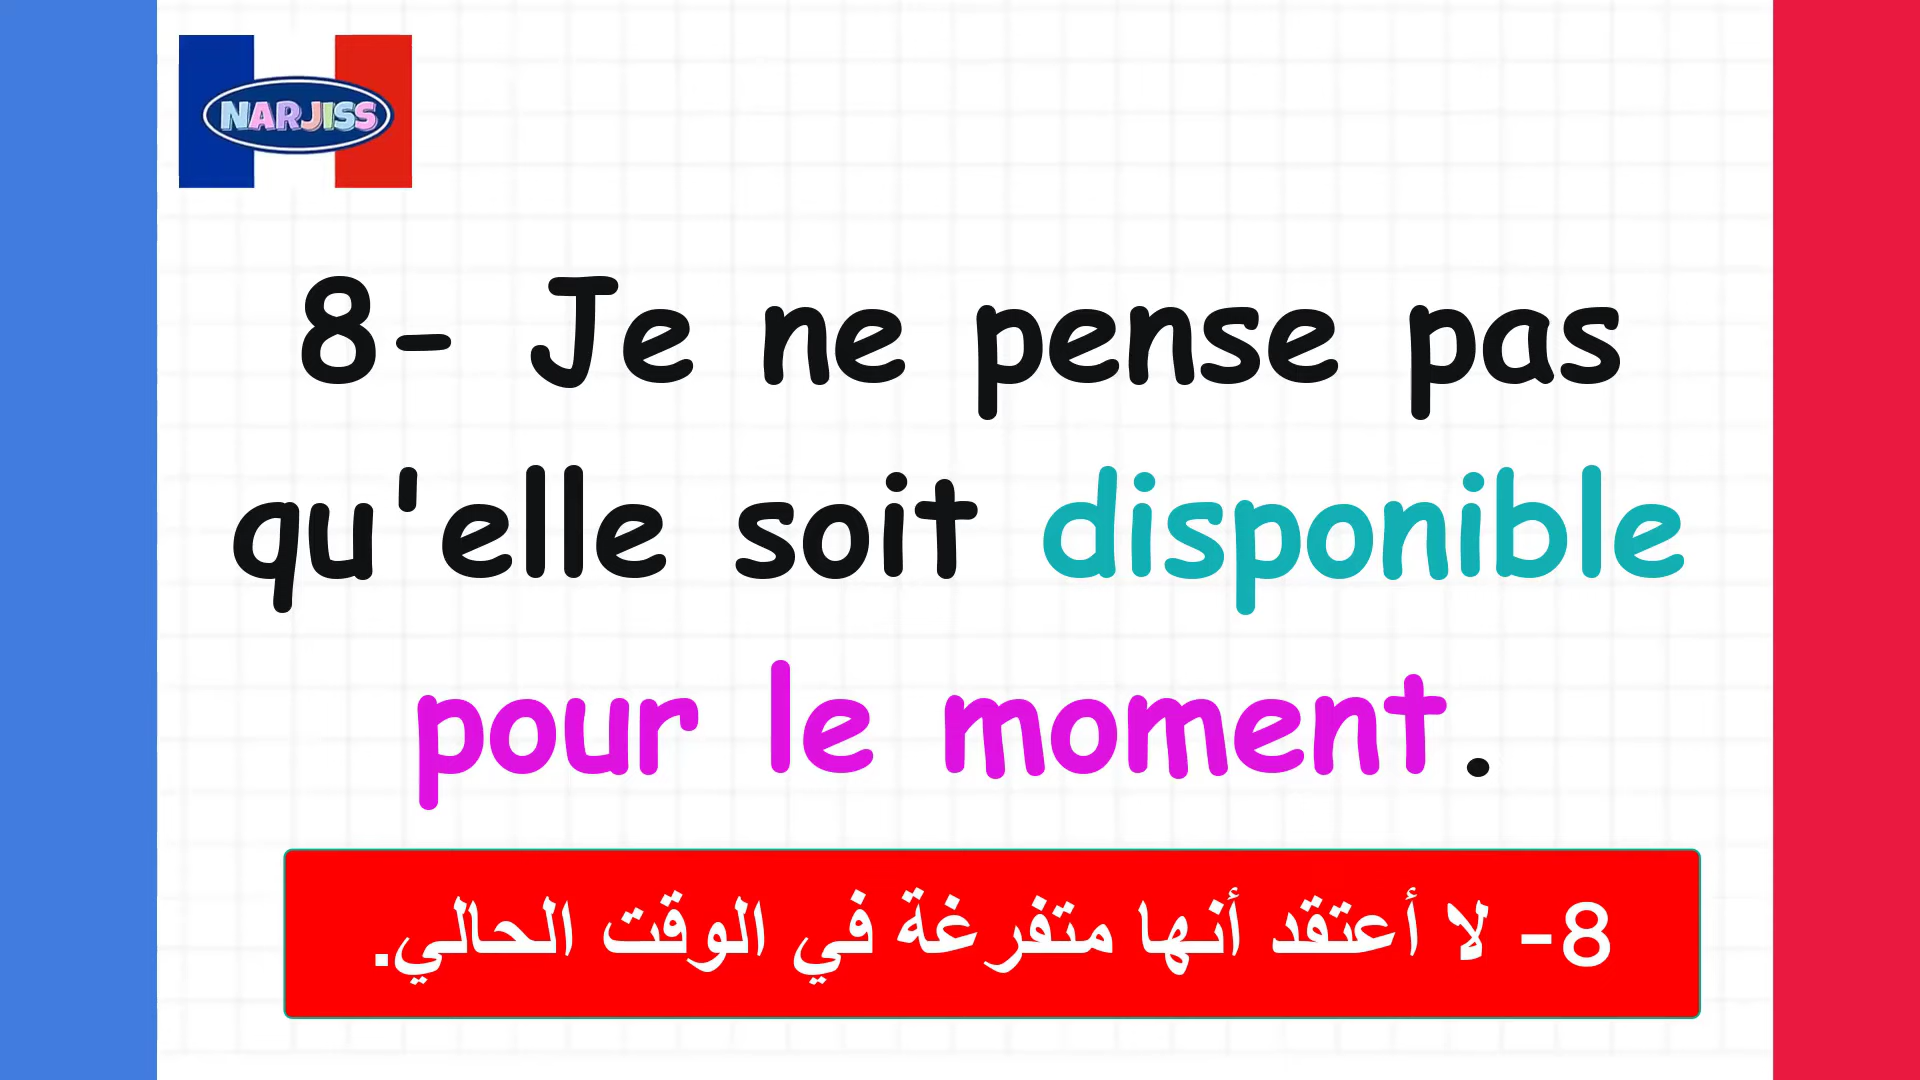 NARJISS
8- Je ne pense pas
qu'elle soit disponible
pour le moment.
8- لا أعتقد أنها متفرغة في الوقت الحالي.